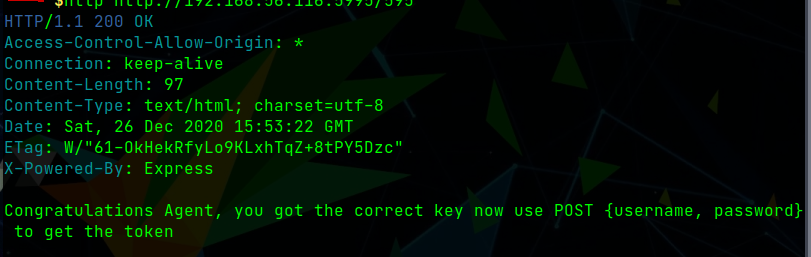 $http http://192.168.56.116:5995/595
HTTP/1.1 200 OK
Access-Control-Allow-Origin: *
Connection: keep-alive
Content-Length: 97
Content-Type: text/html; charset=utf-8
Date: Sat, 26 Dec 2020 15:53:22 GMT
ETag: W/"61-OkHekRfyLo9KLxhTqZ+8tPY5Dzc"
X-Powered-By: Express
Congratulations Agent, you got the correct key now use POST {username, password}
to get the token